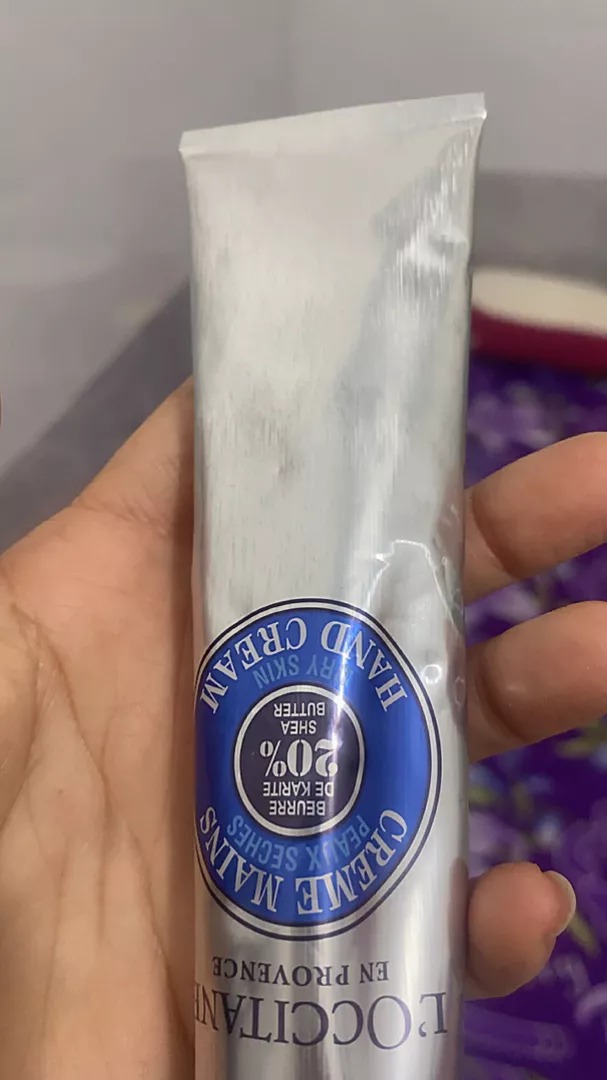 L'OCCITANE
EN PROVENCE
CREME MAINS
PEAUX SECHES
BEURRE
DE KARITE
20%
SHEA
BUTTER
DRY SKIN
HAND CREAM